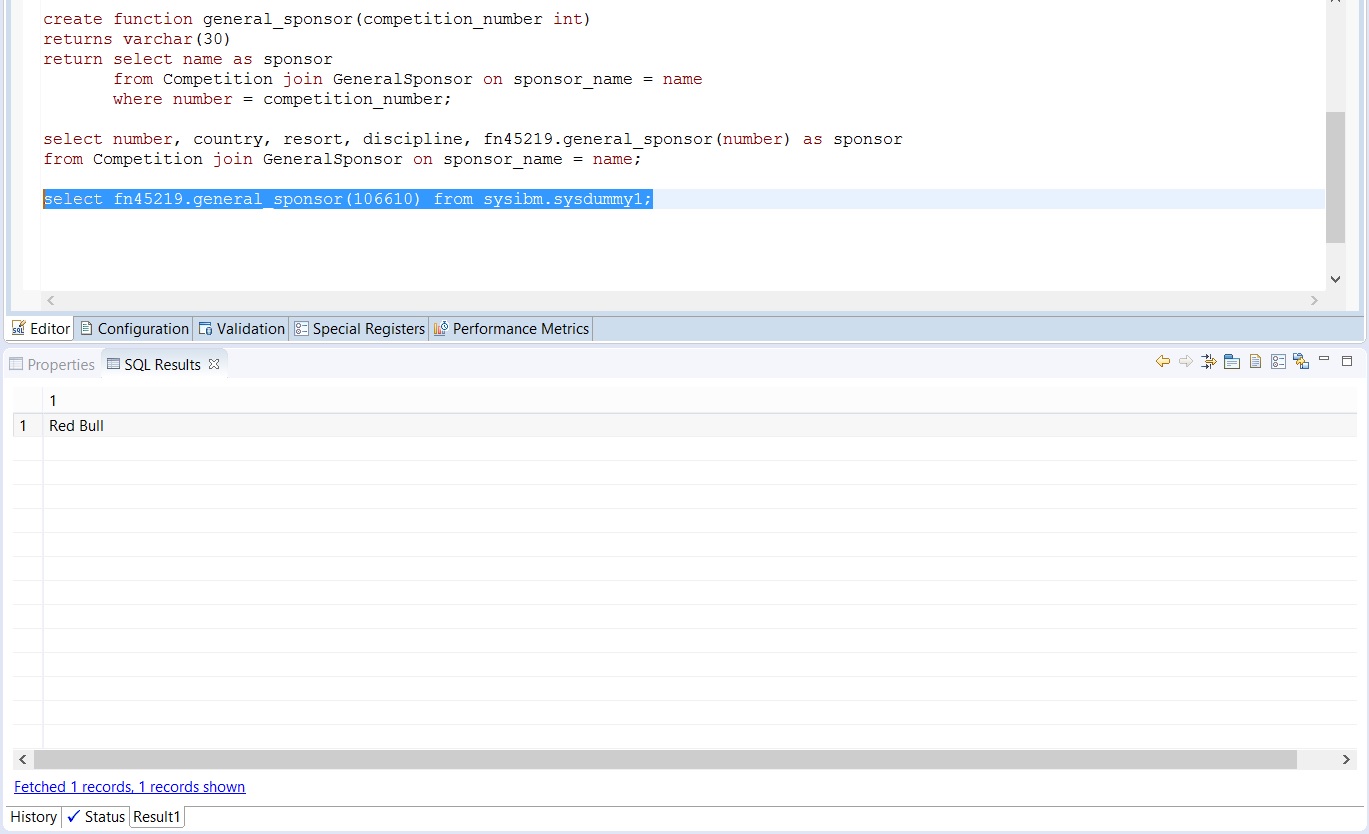 create function general_sponsor(competition_number int)
returns varchar(30)
return select name as sponsor
from Competition join GeneralSponsor on sponsor_name = name
where number = competition_number;
select number, country, resort, discipline, fn45219.general_sponsor(number) as sponsor
from Competition join GeneralSponsor on sponsor_name = name;
select fn45219.general_sponsor(106610) from sysibm.sysdummy1;
Editor Configuration Validation Special Registers Performance Metrics
Properties SQL Results
1
1 Red Bull
Fetched 1 records, 1 records shown
History Status Result1